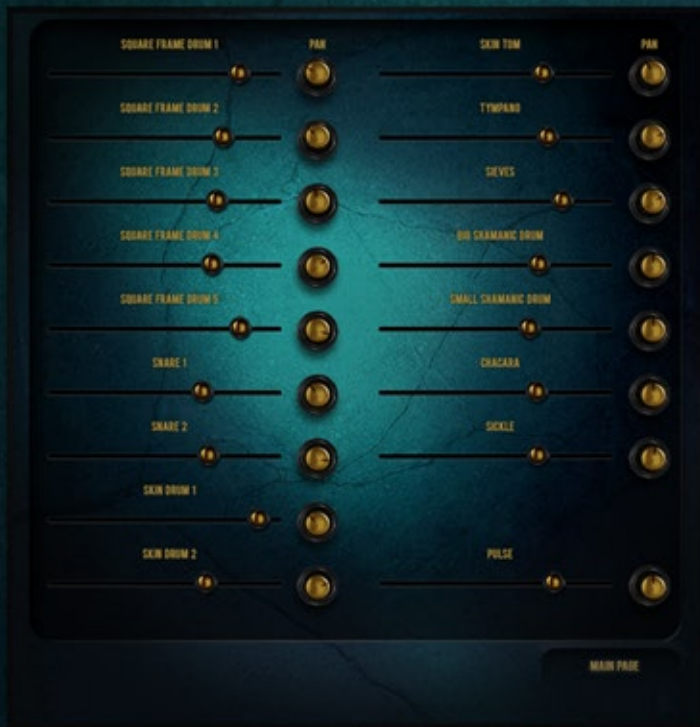 SQUARE FRAME DRUM 1
PAN
SKIN TOM
PAN
SQUARE FRAME DRUM 2
TYMPANO
SQUARE FRAME DRUM 3
SIEVES
SQUARE FRAME DRUM 4
BIG SHAMANIC DRUM
SQUARE FRAME DRUM 5
SMALL SHAMANIC DRUM
SNARE 1
CHACARA
SNARE 2
SICKLE
SKIN DRUM 1
SKIN DRUM 2
PULSE
MAIN PAGE